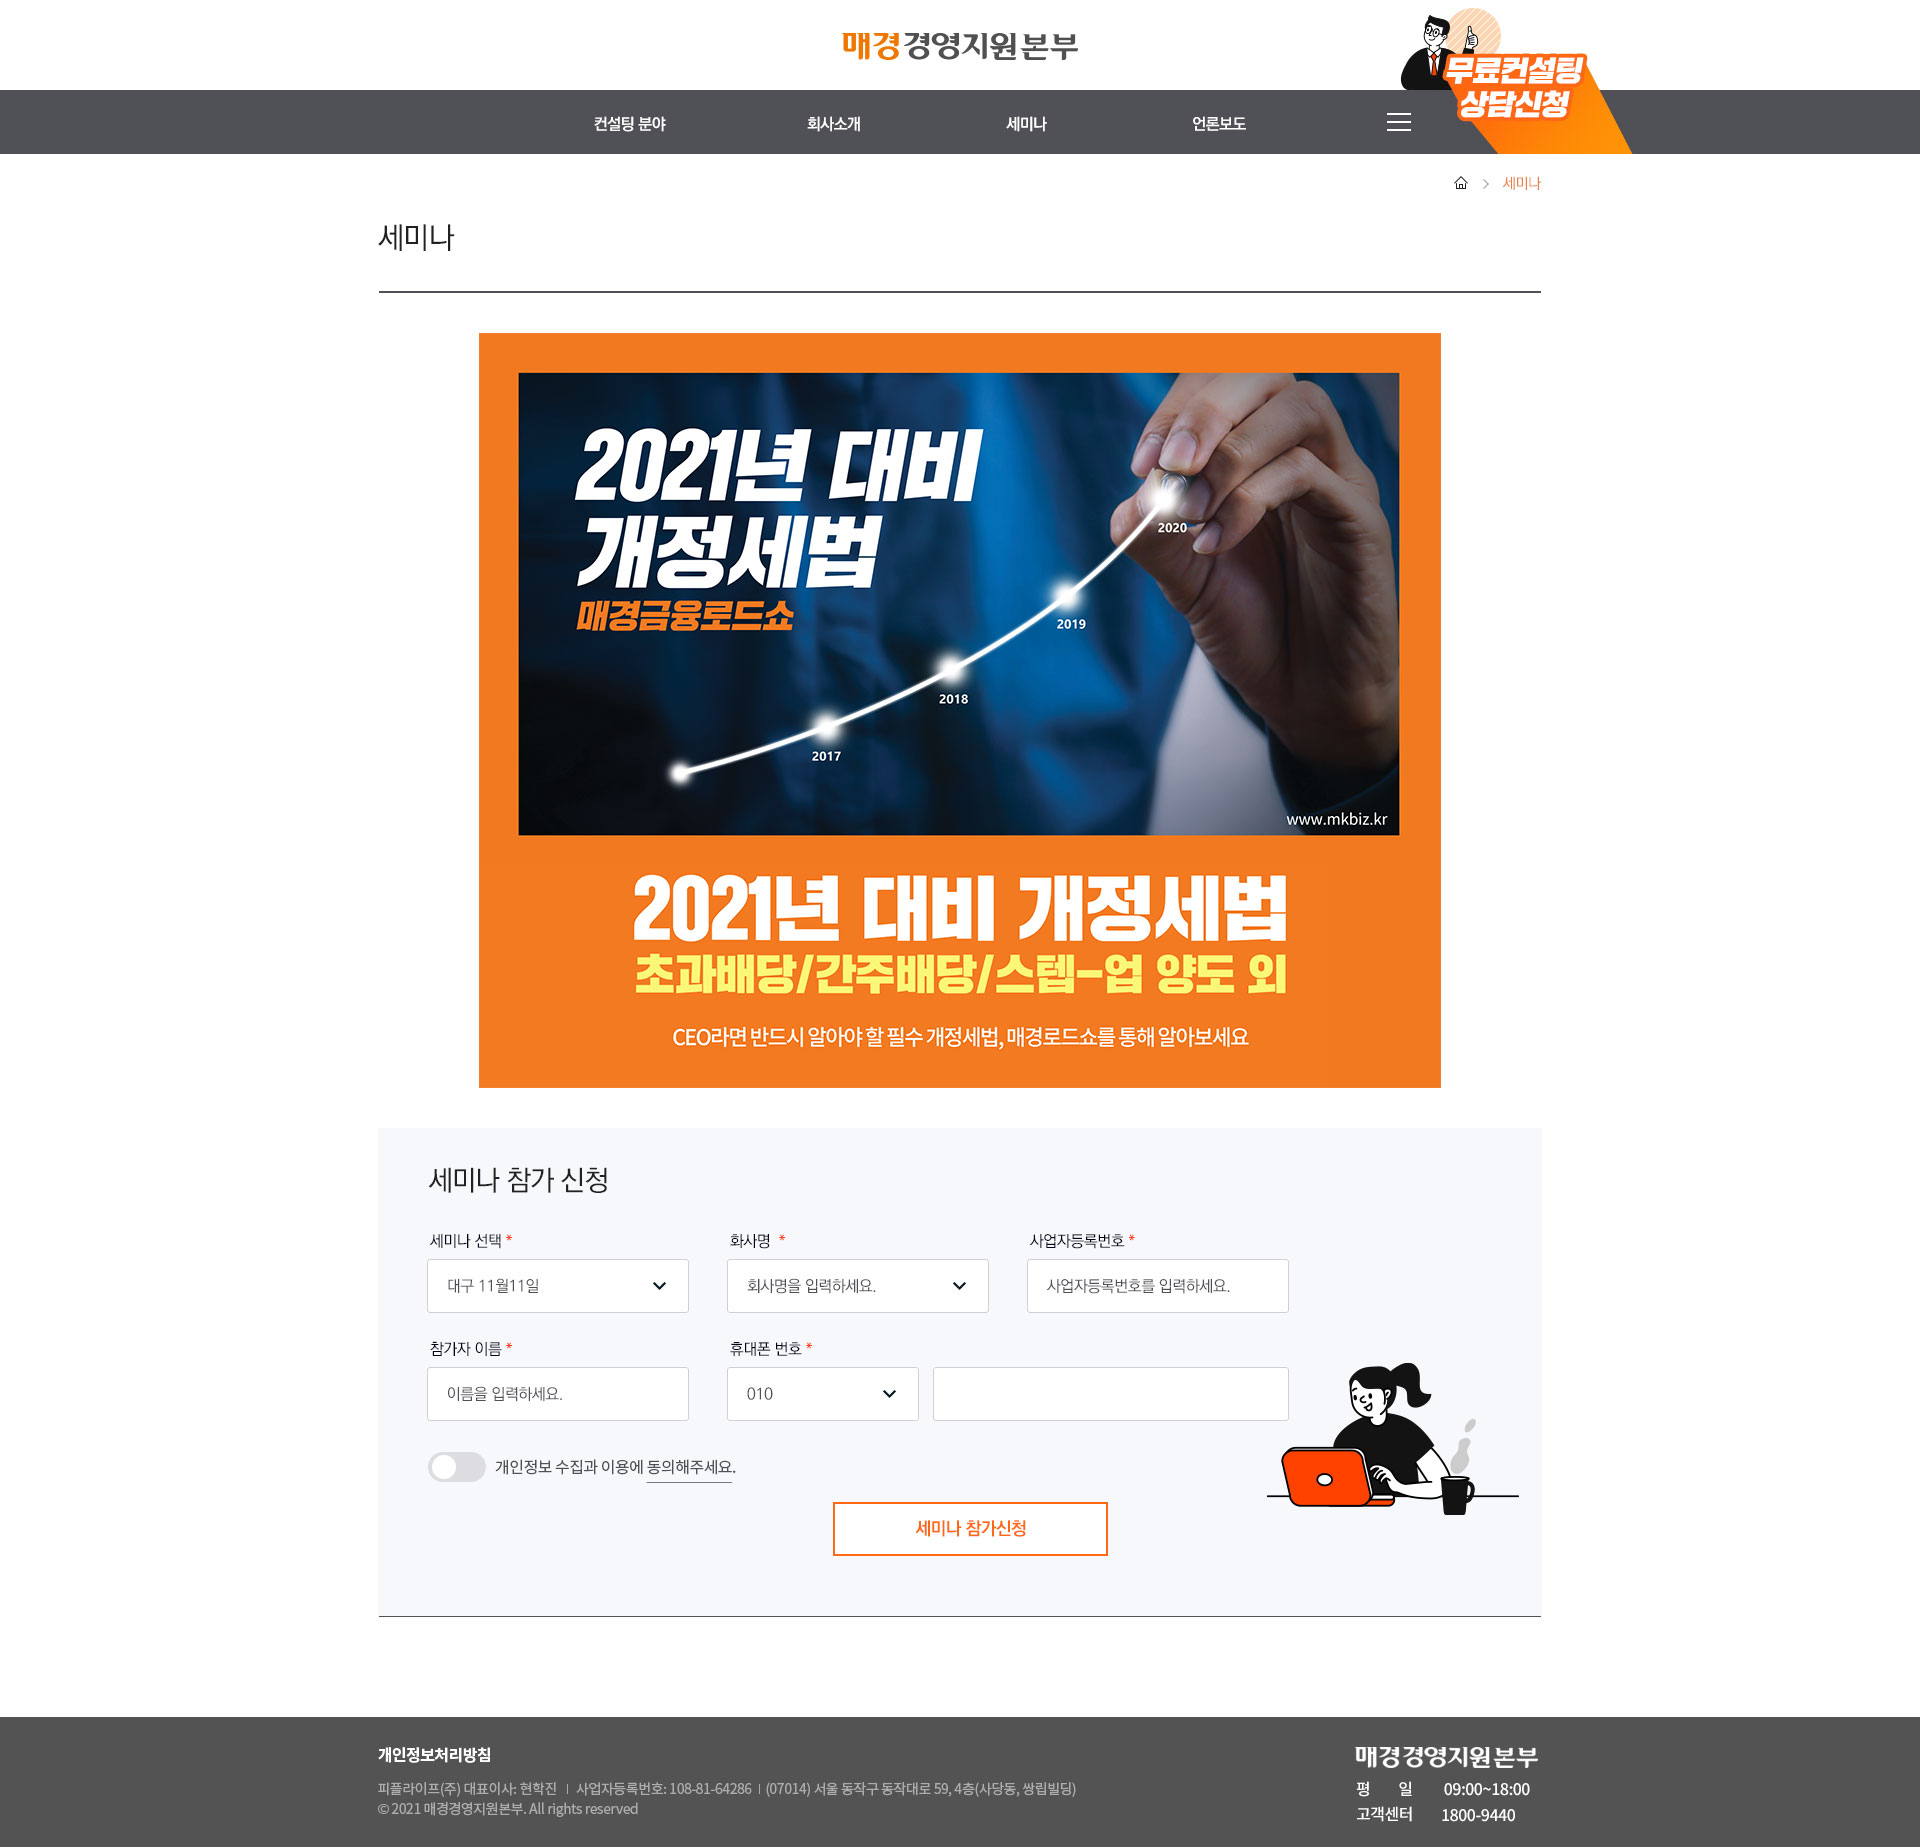 매경경영지원본부
무료컨설팅
상담신청
컨설팅 분야 회사소개 세미나 언론보도
세미나
세미나
2021년 대비
개정세법
매경금융로드쇼
2020
2019
2018
2017
www.mkbiz.kr
2021년 대비 개정세법
초과배당/간주배당/스텝-업 양도 외
CEO라면 반드시 알아야 할 필수 개정세법, 매경로드쇼를 통해 알아보세요
세미나 참가 신청
세미나 선택 * 화사명 * 사업자등록번호 *
대구 11월11일 회사명을 입력하세요. 사업자등록번호를 입력하세요.
참가자 이름 * 휴대폰 번호 *
이름을 입력하세요. 010
개인정보 수집과 이용에 동의해주세요.
세미나 참가신청
개인정보처리방침
피플라이프(주) 대표이사: 현학진 | 사업자등록번호: 108-81-64286 | (07014) 서울 동작구 동작대로 59, 4층(사당동, 쌍립빌딩)
© 2021 매경경영지원본부. All rights reserved
매경경영지원본부
평 일 09:00~18:00
고객센터 1800-9440